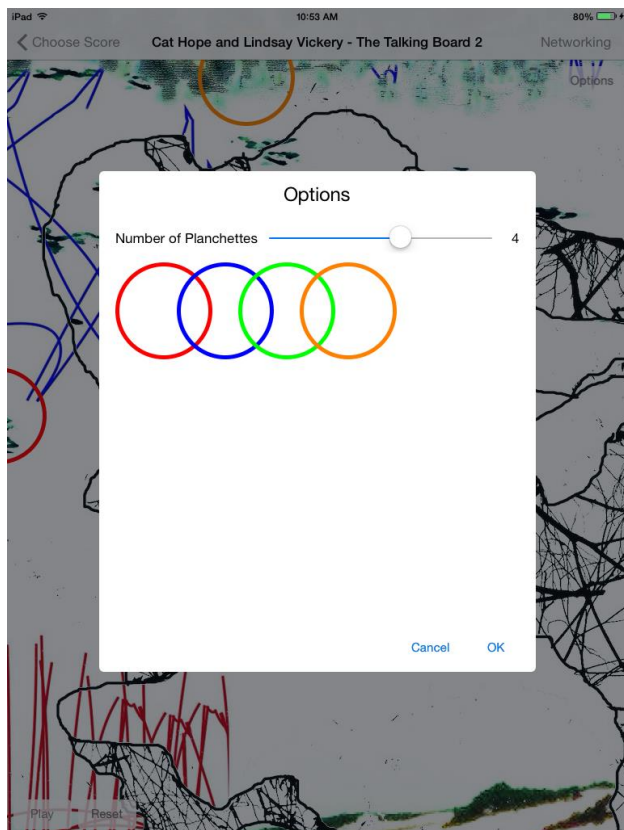 iPad 10:53 AM 80%
Choose Score Cat Hope and Lindsay Vickery - The Talking Board 2 Networking
Options
Options
Number of Planchettes 4
Cancel OK
Play Reset